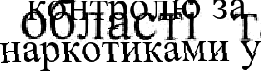 контролю за
області т
наркотиками у